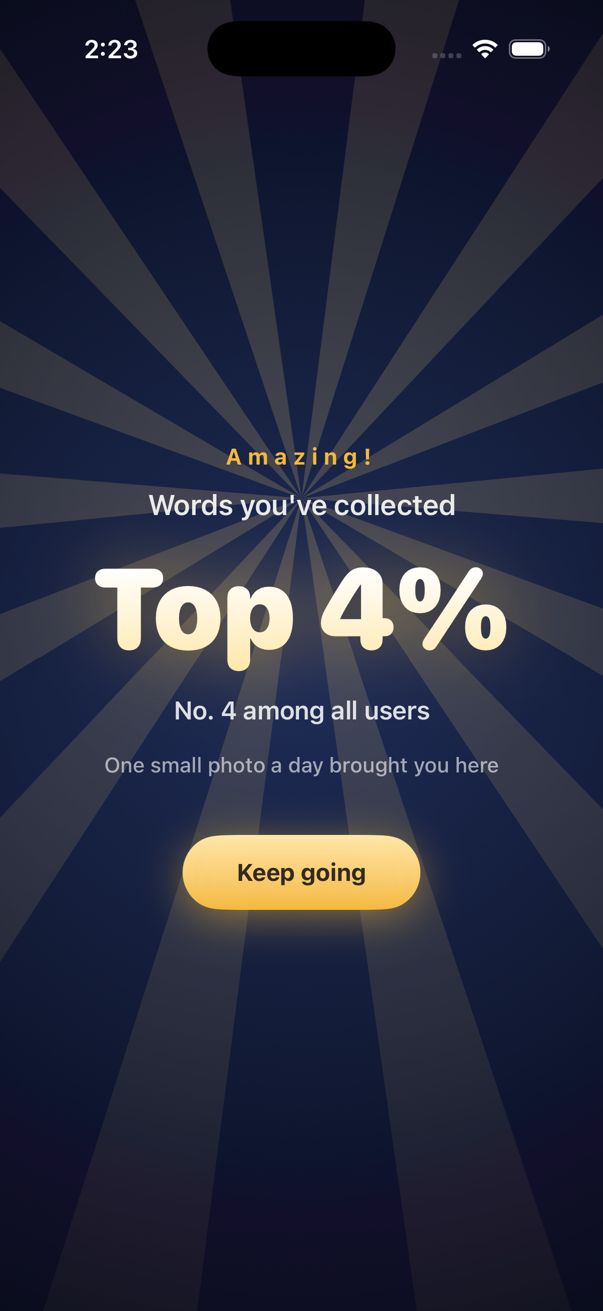 2:23
Amazing!
Words you've collected
Top 4%
No. 4 among all users
One small photo a day brought you here
Keep going